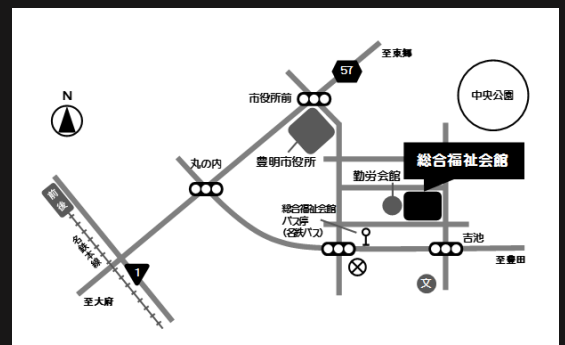 至東郷
57
N
市役所前
中央公園
豊明市役所
丸の内
総合福祉会館
勤労会館
前後
総合福祉会館
バス停
(名鉄バス)
吉池
名鉄本線
1
至豊田
文
至大府